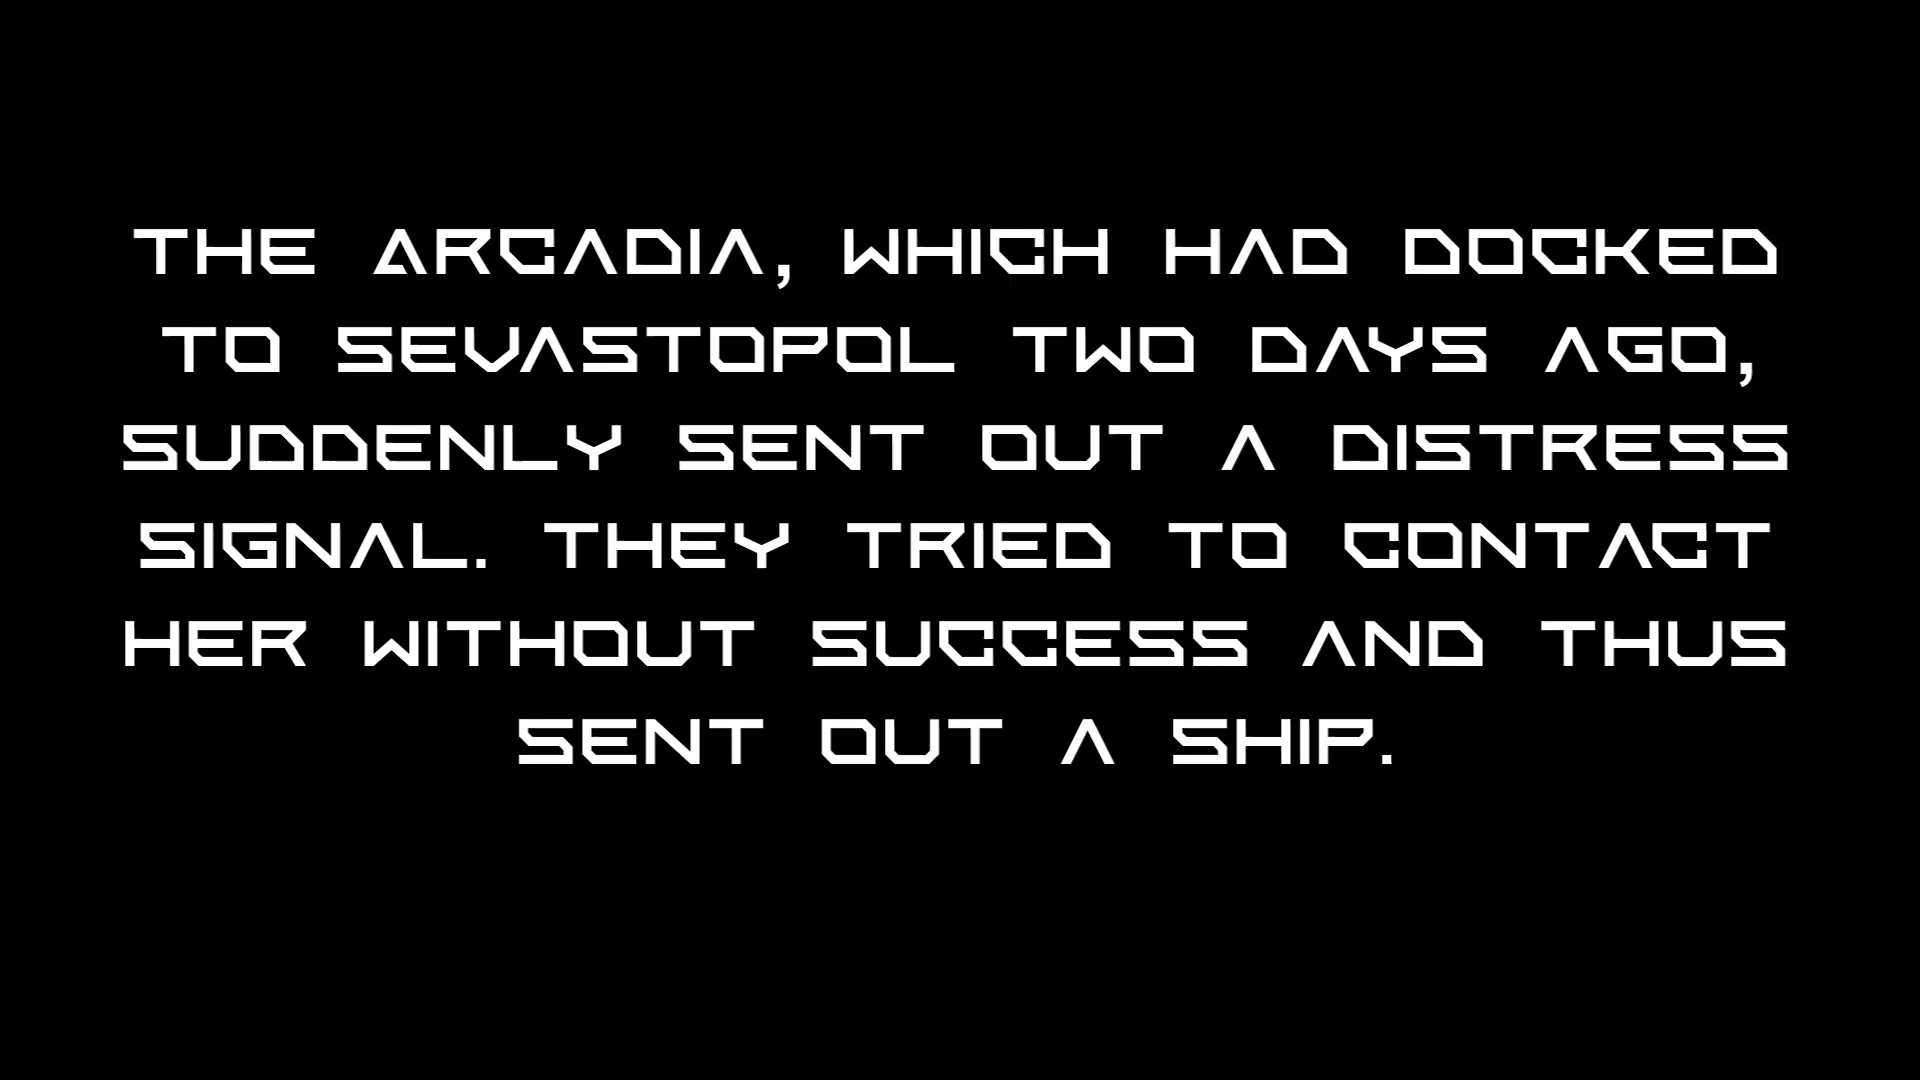 THE ARCADIA, WHICH HAD DOCKED
TO SEVASTOPOL TWO DAYS AGO,
SUDDENLY SENT OUT A DISTRESS
SIGNAL. THEY TRIED TO CONTACT
HER WITHOUT SUCCESS AND THUS
SENT OUT A SHIP.